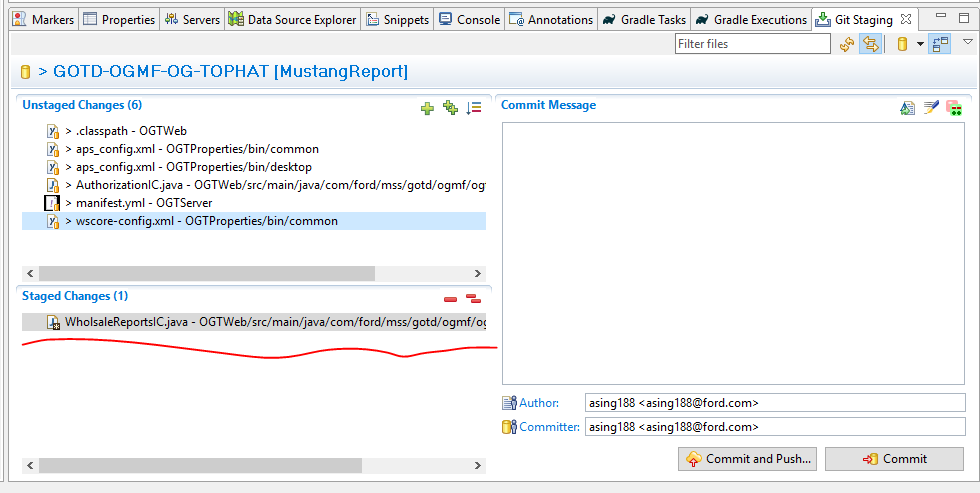 Markers Properties Servers Data Source Explorer Snippets Console Annotations Gradle Tasks Gradle Executions Git Staging
Filter files
> GOTD-OGMF-OG-TOPHAT [MustangReport]
Unstaged Changes (6)
> .classpath - OGTWeb
> aps_config.xml - OGTProperties/bin/common
> aps_config.xml - OGTProperties/bin/desktop
> AuthorizationIC.java - OGTWeb/src/main/java/com/ford/mss/gotd/ogmf/og
> manifest.yml - OGTServer
> wscore-config.xml - OGTProperties/bin/common
Staged Changes (1)
WholsaleReportsIC.java - OGTWeb/src/main/java/com/ford/mss/gotd/ogmf/og
Commit Message
Author: asing188 <asing188@ford.com>
Committer: asing188 <asing188@ford.com>
Commit and Push... Commit